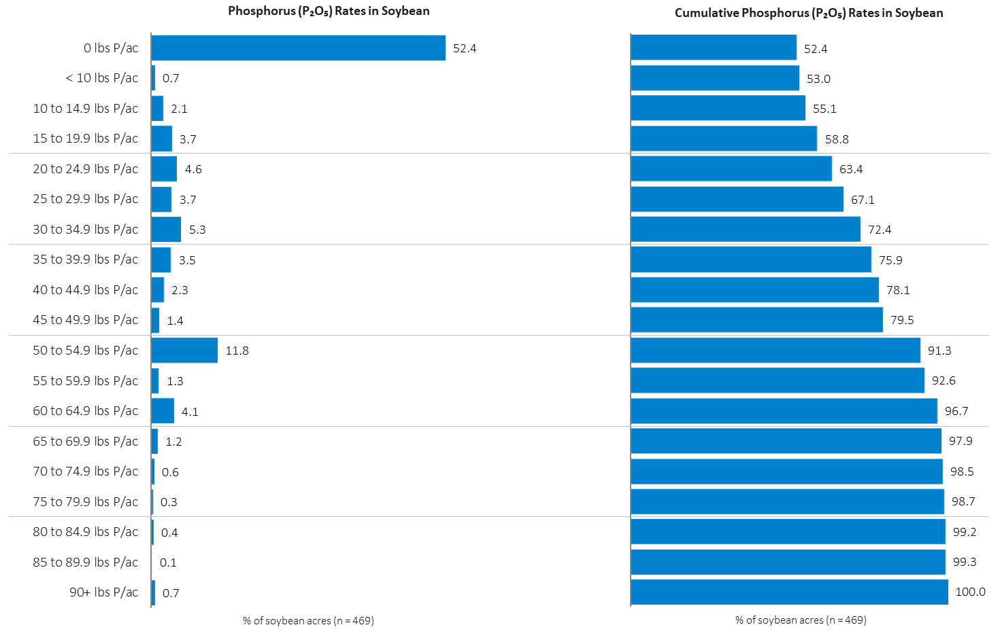 Phosphorus (P₂O₅) Rates in Soybean
Cumulative Phosphorus (P₂O₅) Rates in Soybean
0 lbs P/ac 52.4 52.4
< 10 lbs P/ac 0.7 53.0
10 to 14.9 lbs P/ac 2.1 55.1
15 to 19.9 lbs P/ac 3.7 58.8
20 to 24.9 lbs P/ac 4.6 63.4
25 to 29.9 lbs P/ac 3.7 67.1
30 to 34.9 lbs P/ac 5.3 72.4
35 to 39.9 lbs P/ac 3.5 75.9
40 to 44.9 lbs P/ac 2.3 78.1
45 to 49.9 lbs P/ac 1.4 79.5
50 to 54.9 lbs P/ac 11.8 91.3
55 to 59.9 lbs P/ac 1.3 92.6
60 to 64.9 lbs P/ac 4.1 96.7
65 to 69.9 lbs P/ac 1.2 97.9
70 to 74.9 lbs P/ac 0.6 98.5
75 to 79.9 lbs P/ac 0.3 98.7
80 to 84.9 lbs P/ac 0.4 99.2
85 to 89.9 lbs P/ac 0.1 99.3
90+ lbs P/ac 0.7 100.0
% of soybean acres (n = 469)
% of soybean acres (n = 469)